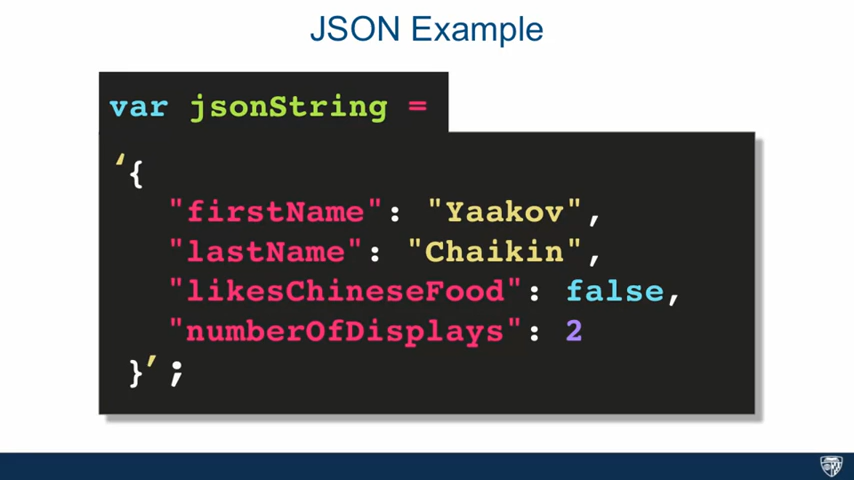 JSON Example
var jsonString =
‘{
"firstName": "Yaakov",
"lastName": "Chaikin",
"likesChineseFood": false,
"numberOfDisplays": 2
}’;